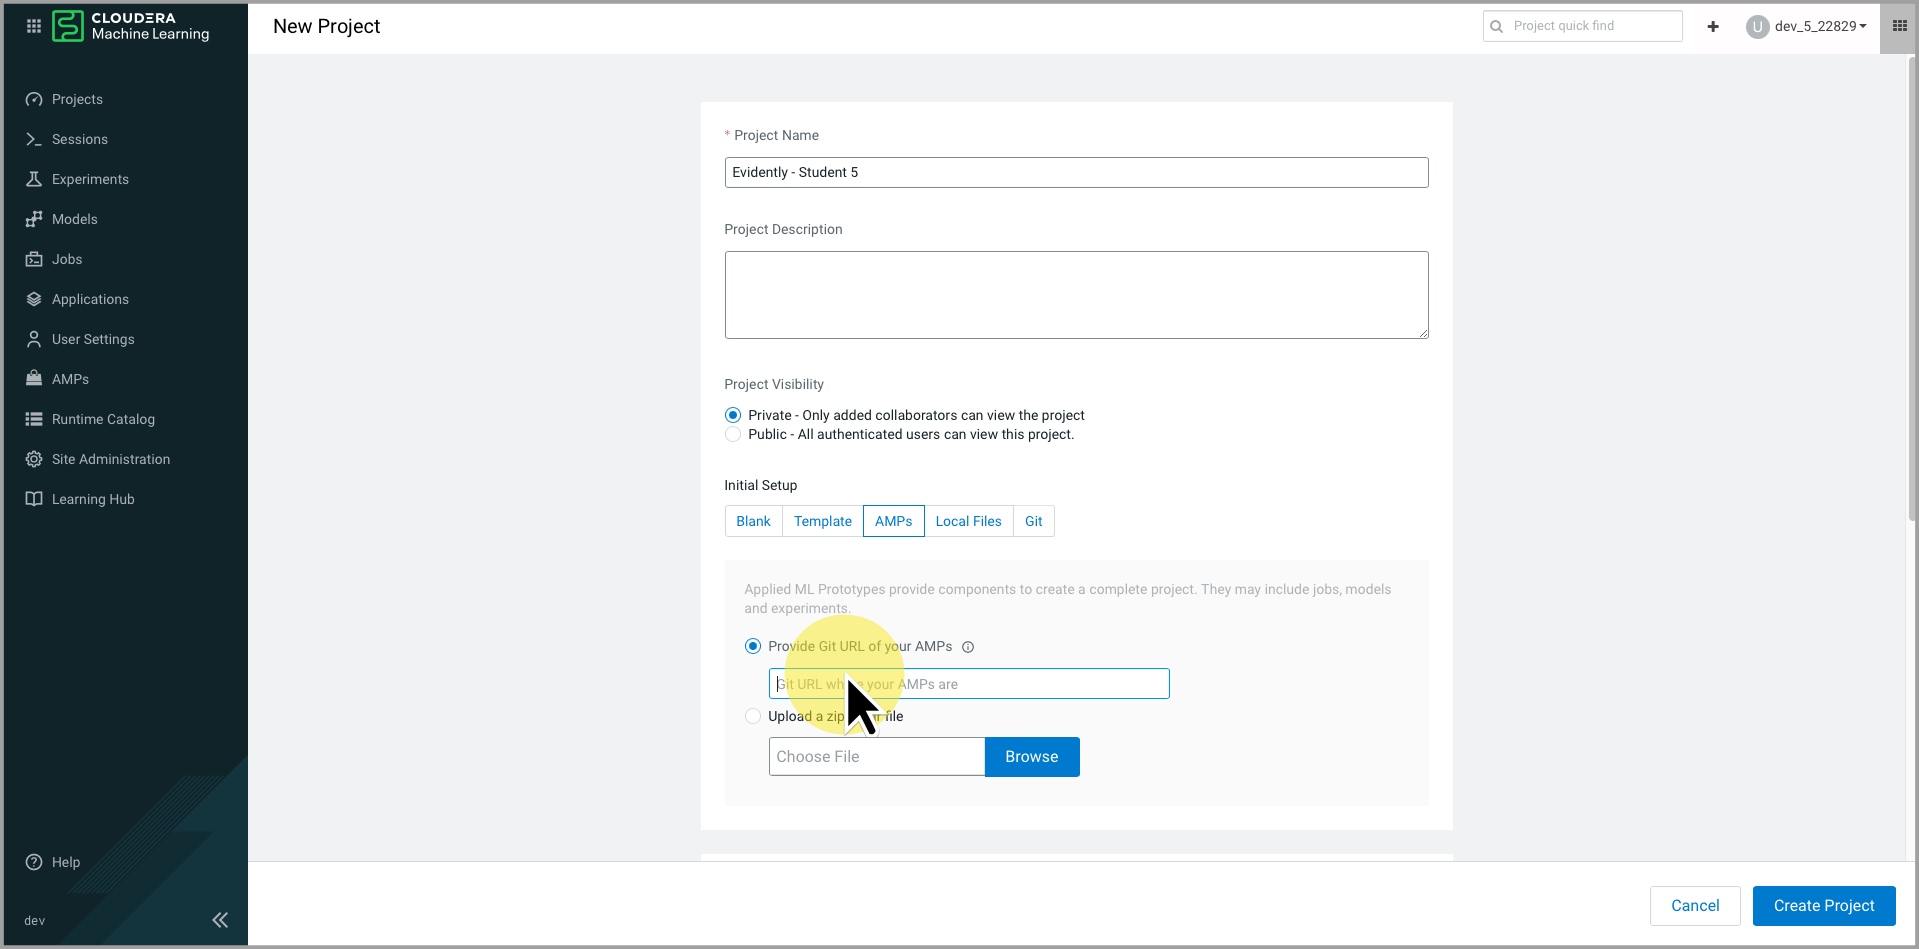 CLOUDERA
Machine Learning
New Project
Project quick find
U
dev_5_22829
Projects
Sessions
Experiments
Models
Jobs
Applications
User Settings
AMPs
Runtime Catalog
Site Administration
Learning Hub
Help
dev
* Project Name
Evidently - Student 5
Project Description
Project Visibility
Private - Only added collaborators can view the project
Public - All authenticated users can view this project.
Initial Setup
Blank Template AMPs Local Files Git
Applied ML Prototypes provide components to create a complete project. They may include jobs, models
and experiments.
Provide Git URL of your AMPs
Git URL your AMPs are
Upload a zip file
Choose File Browse
Cancel Create Project